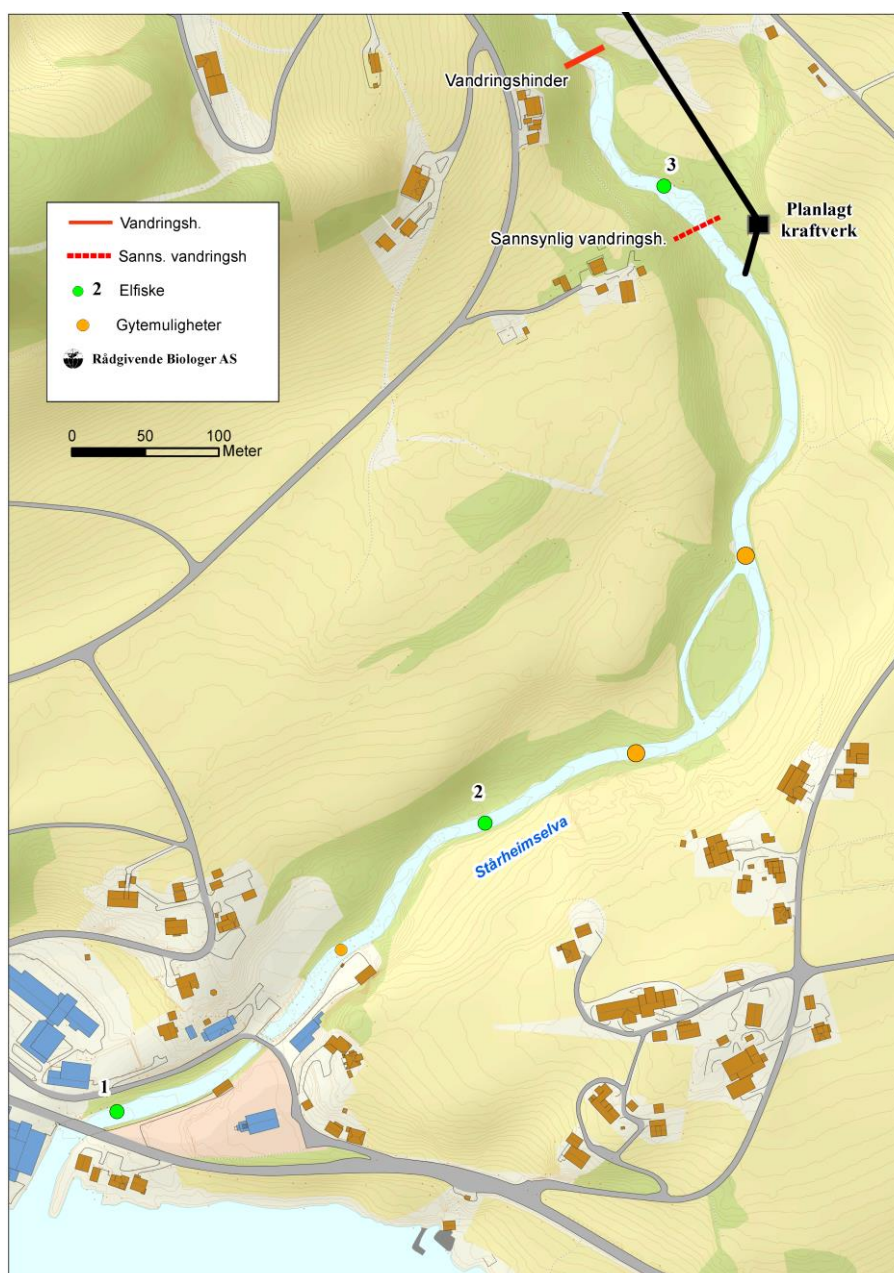 Vandringshinder
3
Planlagt
kraftverk
Sannsynlig vandringsh.
Vandringsh.
Sanns. vandringsh
2 Elfiske
Gytemuligheter
Rådgivende Biologer AS
0 50 100
Meter
2
Stårheimselva
1